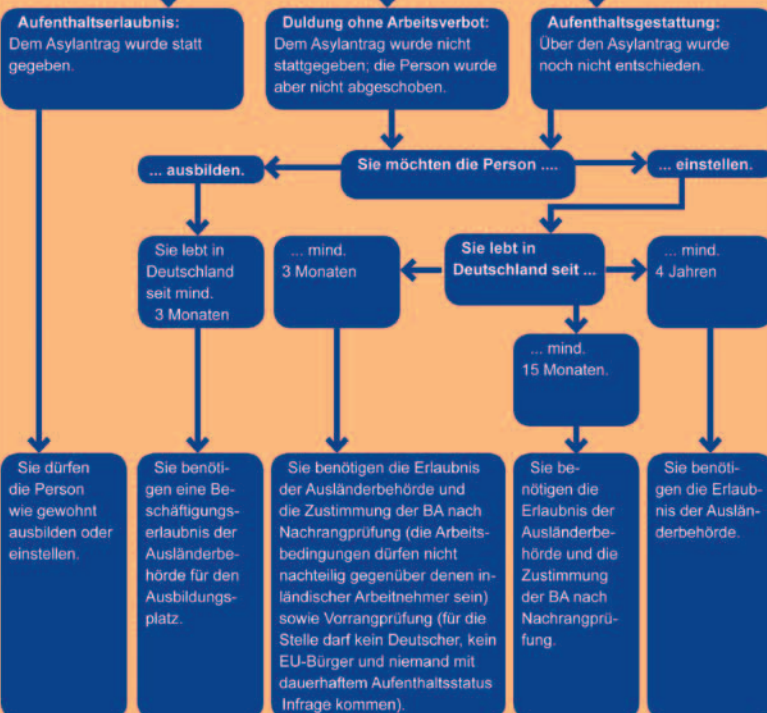 Aufenthaltserlaubnis:
Dem Asylantrag wurde statt
gegeben.
Duldung ohne Arbeitsverbot:
Dem Asylantrag wurde nicht
stattgegeben; die Person wurde
aber nicht abgeschoben.
Aufenthaltsgestattung:
Über den Asylantrag wurde
noch nicht entschieden.
... ausbilden.
Sie möchten die Person ....
... einstellen.
Sie lebt in
Deutschland
seit mind.
3 Monaten
... mind.
3 Monaten
Sie lebt in
Deutschland seit ...
... mind.
4 Jahren
... mind.
15 Monaten.
Sie dürfen
die Person
wie gewohnt
ausbilden oder
einstellen.
Sie benöti-
gen eine Be-
schäftigungs-
erlaubnis der
Ausländerbe-
hörde für den
Ausbildungs-
platz.
Sie benötigen die Erlaubnis
der Ausländerbehörde und
die Zustimmung der BA nach
Nachrangprüfung (die Arbeits-
bedingungen dürfen nicht
nachteilig gegenüber denen in-
ländischer Arbeitnehmer sein)
sowie Vorrangprüfung (für die
Stelle darf kein Deutscher, kein
EU-Bürger und niemand mit
dauerhaftem Aufenthaltsstatus
Infrage kommen).
Sie be-
nötigen die
Erlaubnis der
Ausländerbe-
hörde und die
Zustimmung
der BA nach
Nachrangprü-
fung.
Sie benöti-
gen die Erlaub-
nis der Auslän-
derbehörde.